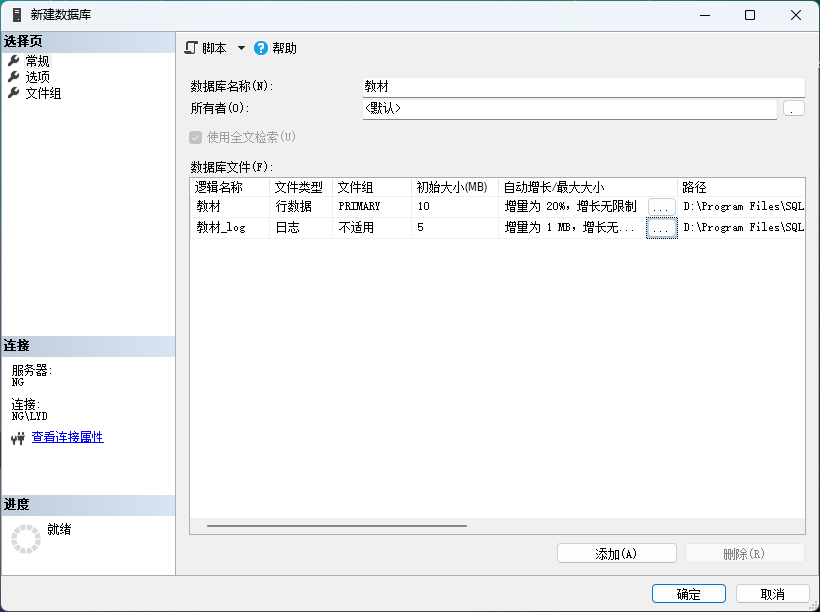 新建数据库
选择页
常规
选项
文件组
脚本 帮助
数据库名称(N): 教材
所有者(O): <默认> .
使用全文检索(U)
数据库文件(F):
逻辑名称 文件类型 文件组 初始大小(MB) 自动增长/最大大小 路径
教材 行数据 PRIMARY 10 增量为 20%，增长无限制 ... D:\Program Files\SQL
教材_log 日志 不适用 5 增量为 1 MB，增长无... ... D:\Program Files\SQL
连接
服务器:
NG
连接:
NG\LYD
查看连接属性
进度
就绪
添加(A) 删除(R)
确定 取消